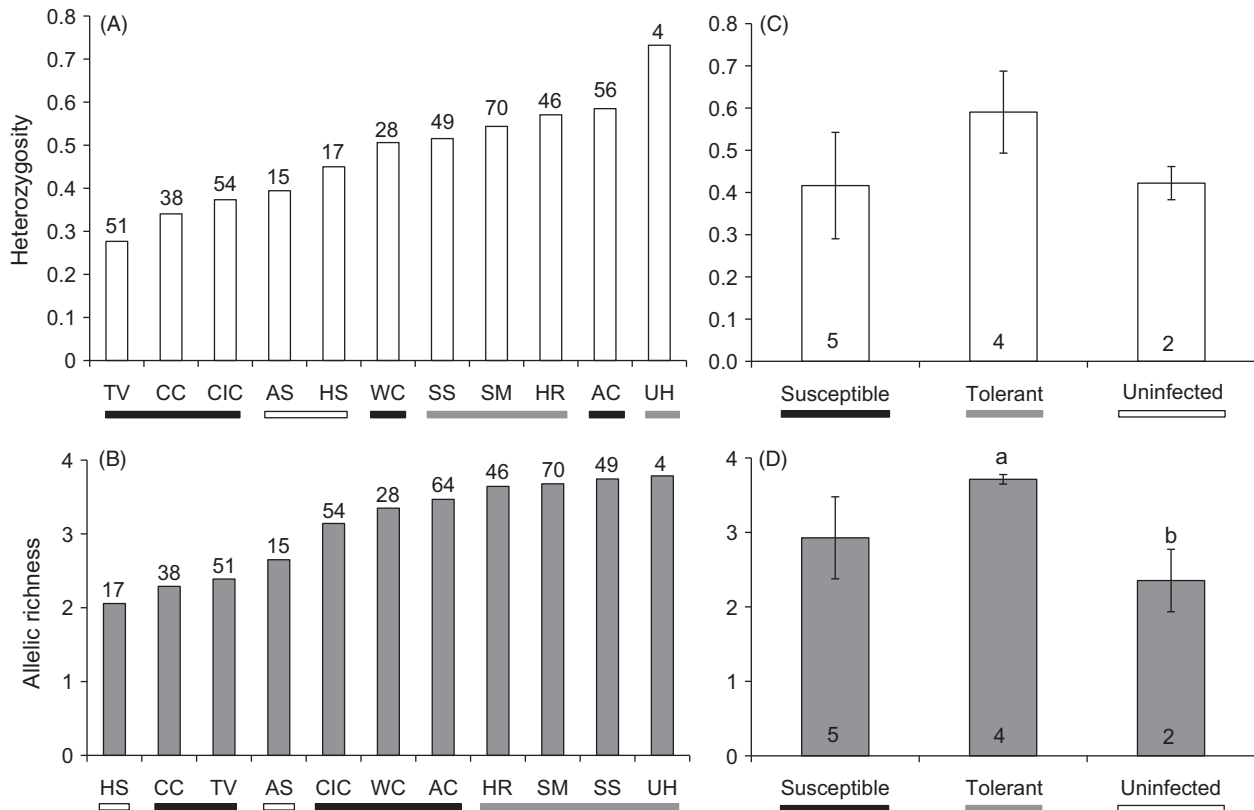 (A)
0.8
0.7
0.6
0.5
0.4
0.3
0.2
0.1
0
Heterozygosity
51 38 54 15 17 28 49 70 46 56 4
TV CC CIC AS HS WC SS SM HR AC UH
(C)
0.8
0.7
0.6
0.5
0.4
0.3
0.2
0.1
0.0
5 4 2
Susceptible Tolerant Uninfected
(B)
4
3
2
1
0
Allelic richness
17 38 51 15 54 28 64 46 70 49 4
HS CC TV AS CIC WC AC HR SM SS UH
(D)
4
3
2
1
0
a
b
5 4 2
Susceptible Tolerant Uninfected